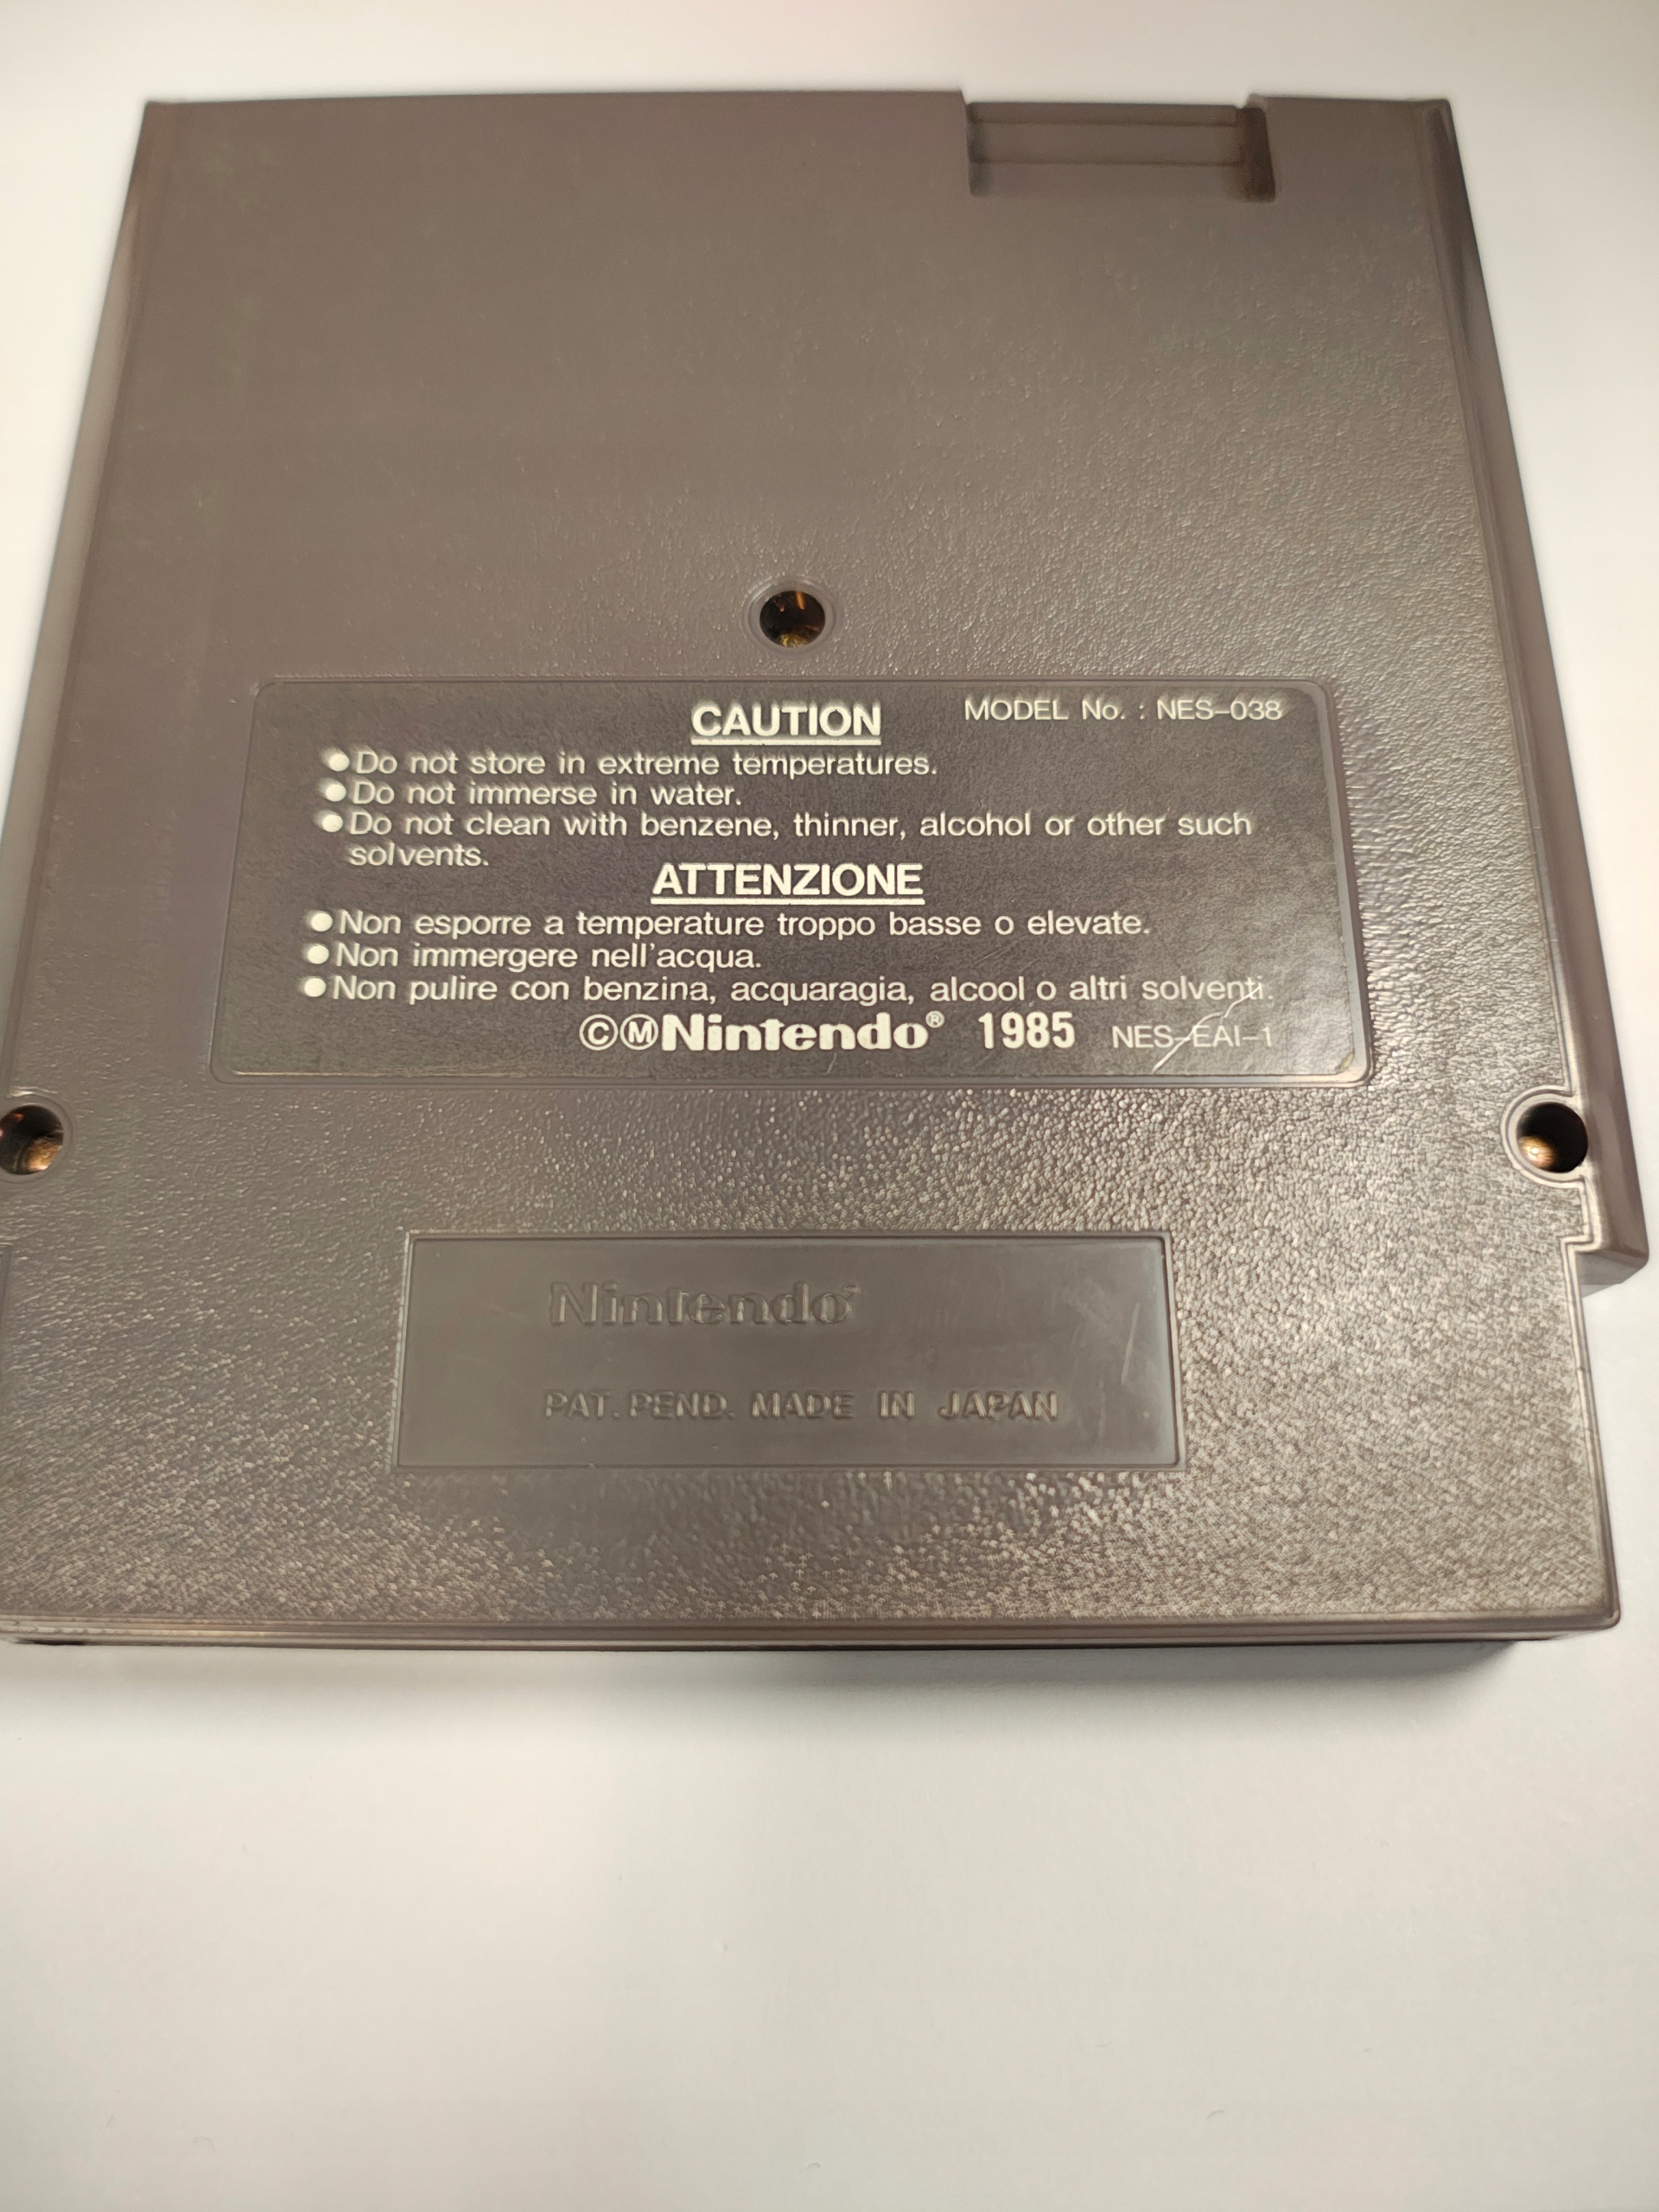 CAUTION MODEL No. : NES-038
●Do not store in extreme temperatures.
●Do not immerse in water.
●Do not clean with benzene, thinner, alcohol or other such
solvents.
ATTENZIONE
●Non esporre a temperature troppo basse o elevate.
●Non immergere nell'acqua.
●Non pulire con benzina, acquaragia, alcool o altri solventi.
©ⓂNintendo® 1985 NES-EAI-1
Nintendo®
PAT. PEND. MADE IN JAPAN